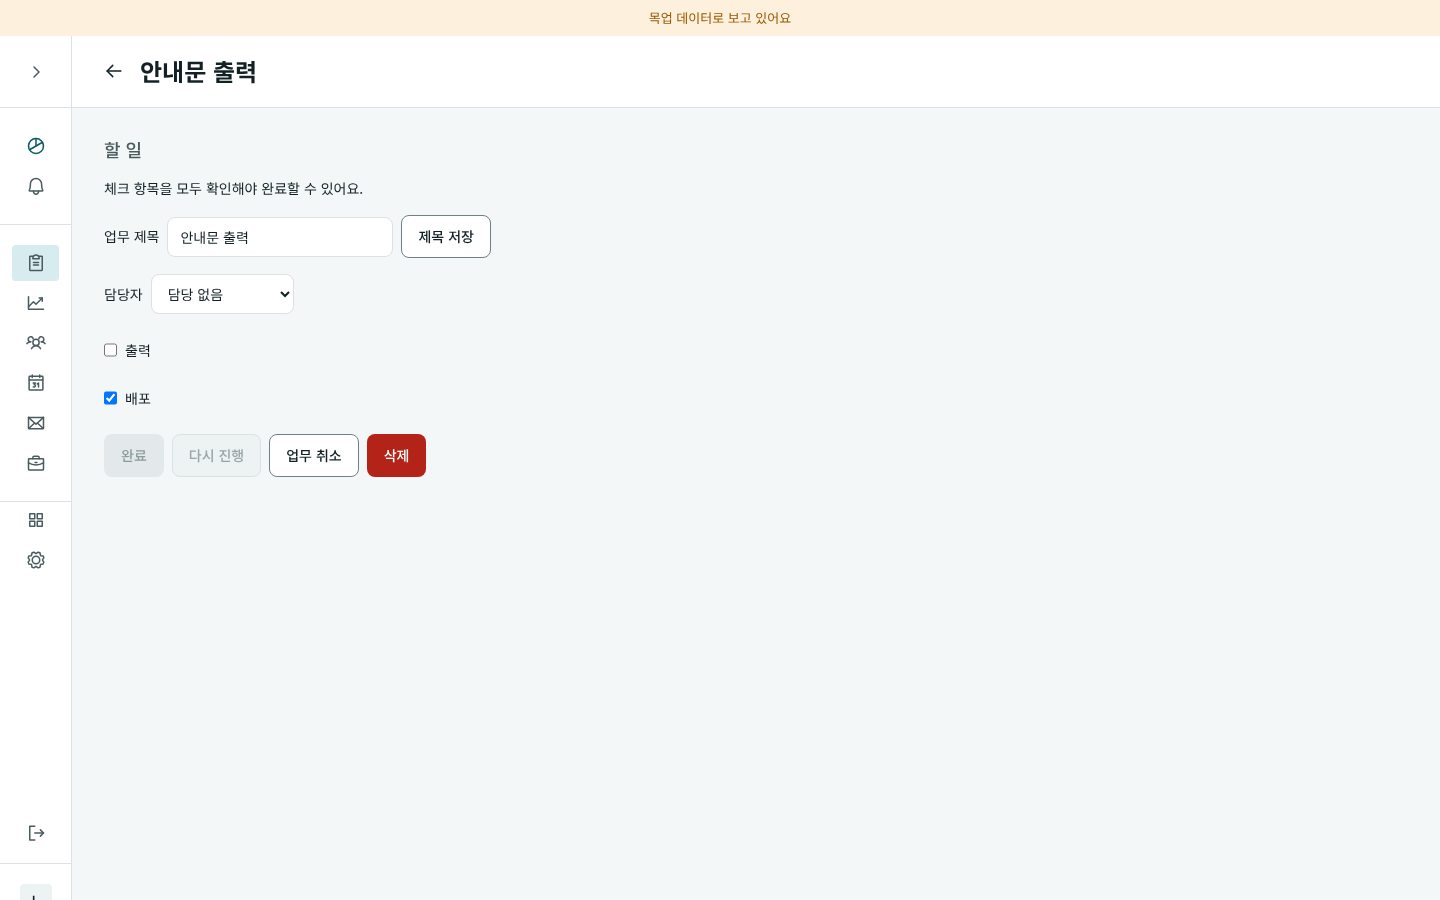 목업 데이터로 보고 있어요
안내문 출력
할 일
체크 항목을 모두 확인해야 완료할 수 있어요.
업무 제목 안내문 출력 제목 저장
담당자 담당 없음
출력
배포
완료 다시 진행 업무 취소 삭제
31